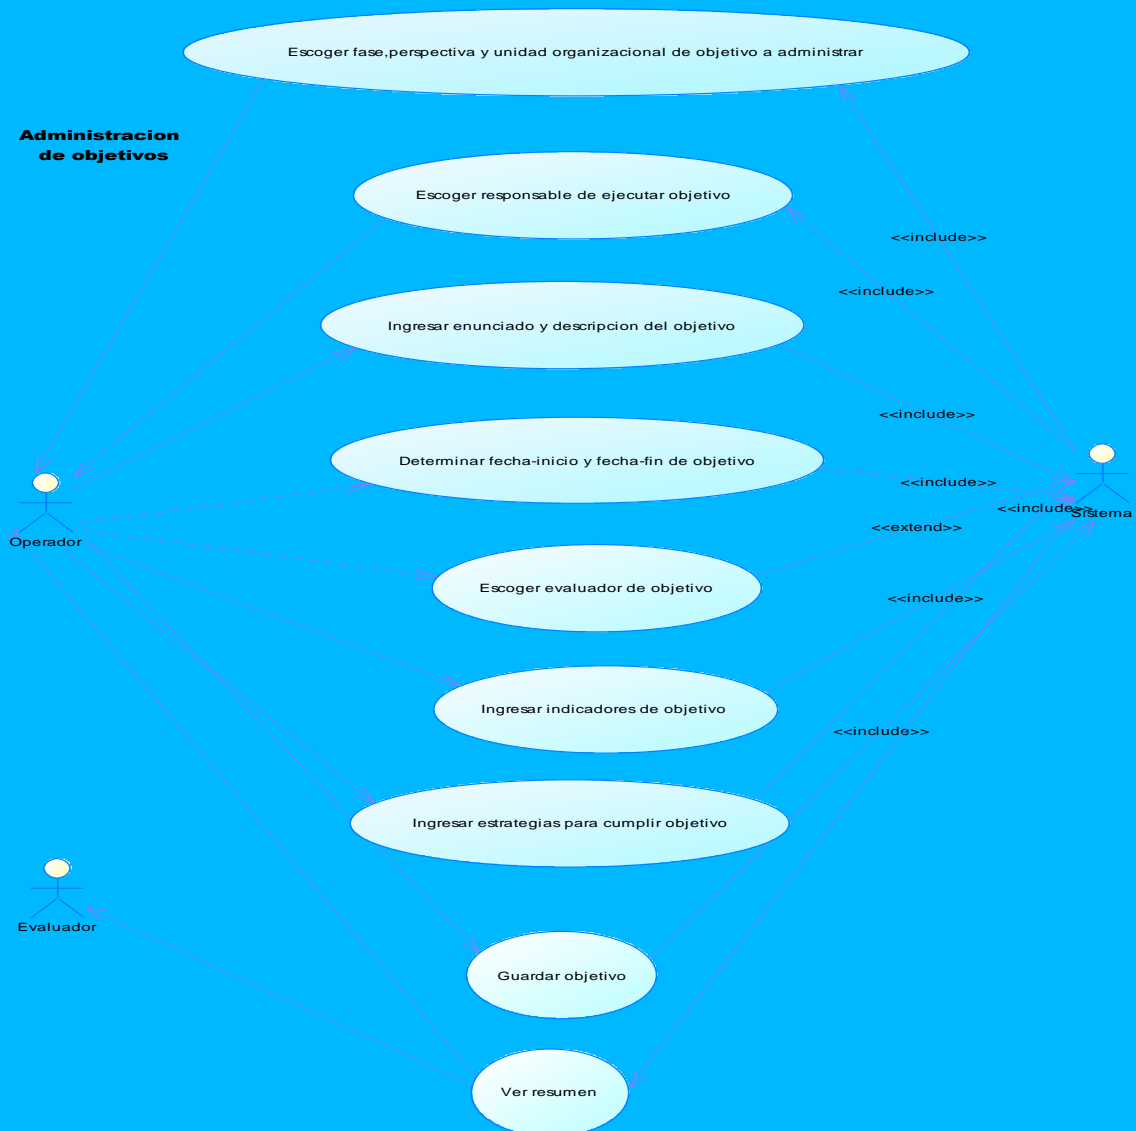 Escoger fase,perspectiva y unidad organizacional de objetivo a administrar
Administracion
de objetivos
Escoger responsable de ejecutar objetivo
<<include>>
<<include>>
Ingresar enunciado y descripcion del objetivo
<<include>>
Determinar fecha-inicio y fecha-fin de objetivo
<<include>>
<<include>>
Sistema
<<extend>>
Operador
Escoger evaluador de objetivo
<<include>>
Ingresar indicadores de objetivo
<<include>>
Ingresar estrategias para cumplir objetivo
Evaluador
Guardar objetivo
Ver resumen